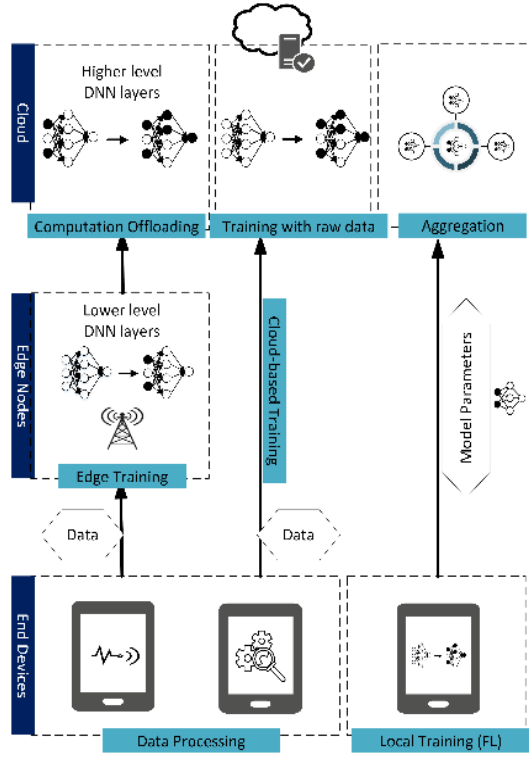 Cloud
Higher level
DNN layers
Computation Offloading
Training with raw data
Aggregation
Edge Nodes
Lower level
DNN layers
Edge Training
Cloud-based Training
Model Parameters
Data
Data
End Devices
Data Processing
Local Training (FL)